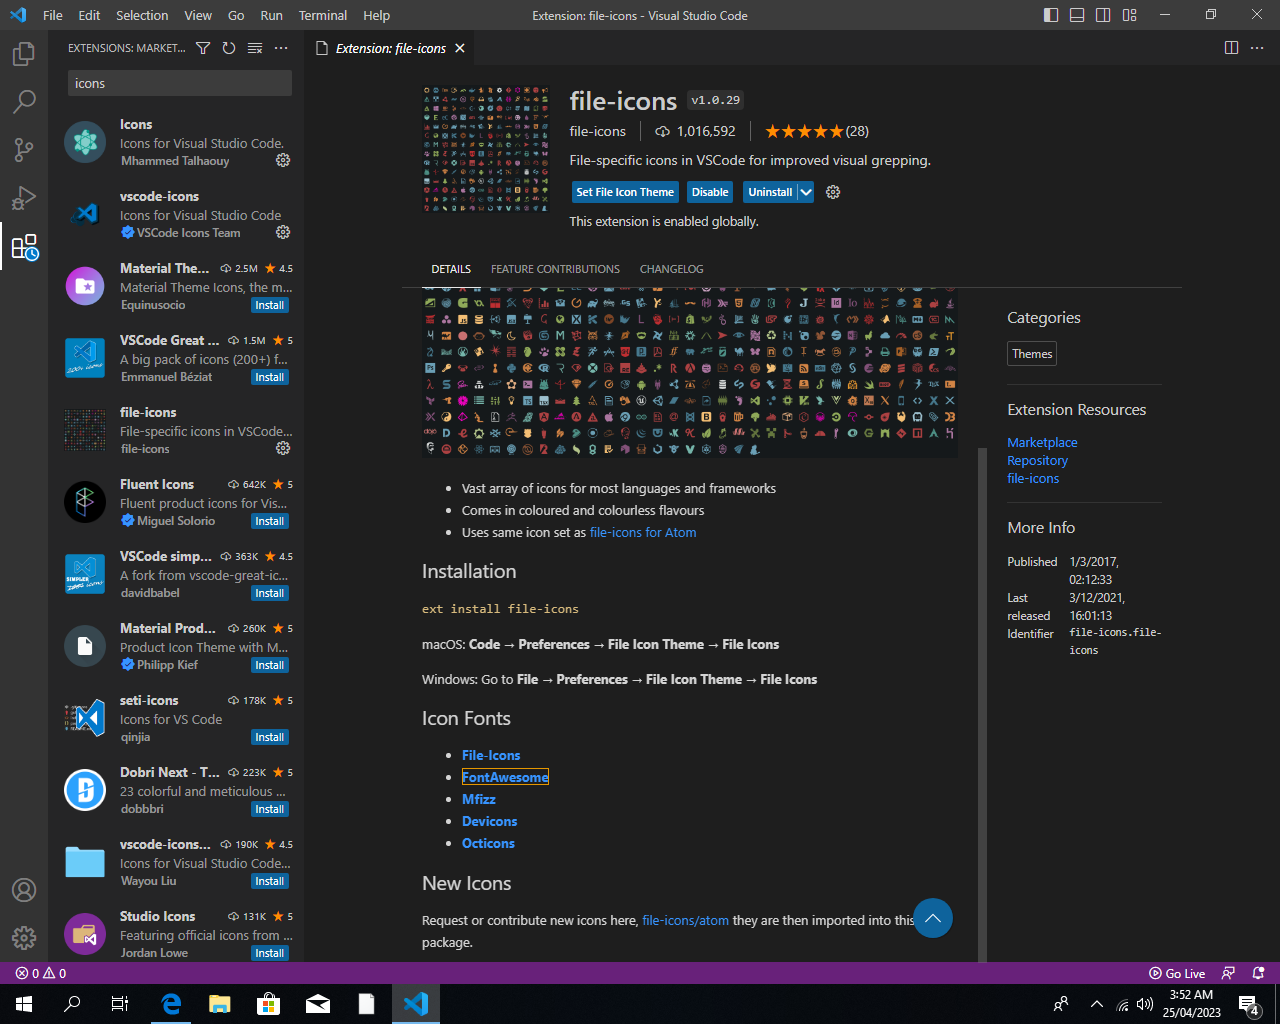 File Edit Selection View Go Run Terminal Help
Extension: file-icons - Visual Studio Code
EXTENSIONS: MARKET...
icons
Icons
Icons for Visual Studio Code.
Mhammed Talhaouy
vscode-icons
Icons for Visual Studio Code
VSCode Icons Team
Material The... 2.5M 4.5
Material Theme Icons, the m...
Equinusocio Install
VSCode Great ... 1.5M 5
A big pack of icons (200+) f...
Emmanuel Béziat Install
file-icons
File-specific icons in VSCode...
file-icons
Fluent Icons 642K 5
Fluent product icons for Vis...
Miguel Solorio Install
VSCode simp... 363K 4.5
A fork from vscode-great-ic...
davidbabel Install
Material Prod... 260K 5
Product Icon Theme with M...
Philipp Kief Install
seti-icons 178K 5
Icons for VS Code
qinjia Install
Dobri Next - T... 223K 5
23 colorful and meticulous ...
dobbbri Install
vscode-icons... 190K 4.5
Icons for Visual Studio Code...
Wayou Liu Install
Studio Icons 131K 5
Featuring official icons from ...
Jordan Lowe Install
Extension: file-icons
file-icons v1.0.29
file-icons 1,016,592 (28)
File-specific icons in VSCode for improved visual grepping.
Set File Icon Theme Disable Uninstall
This extension is enabled globally.
DETAILS FEATURE CONTRIBUTIONS CHANGELOG
Vast array of icons for most languages and frameworks
Comes in coloured and colourless flavours
Uses same icon set as file-icons for Atom
Installation
ext install file-icons
macOS: Code → Preferences → File Icon Theme → File Icons
Windows: Go to File → Preferences → File Icon Theme → File Icons
Icon Fonts
File-Icons
FontAwesome
Mfizz
Devicons
Octicons
New Icons
Request or contribute new icons here, file-icons/atom they are then imported into this
package.
Categories
Themes
Extension Resources
Marketplace
Repository
file-icons
More Info
Published 1/3/2017,
02:12:33
Last 3/12/2021,
released 16:01:13
Identifier file-icons.file-
icons
0 0
Go Live
3:52 AM
25/04/2023
4